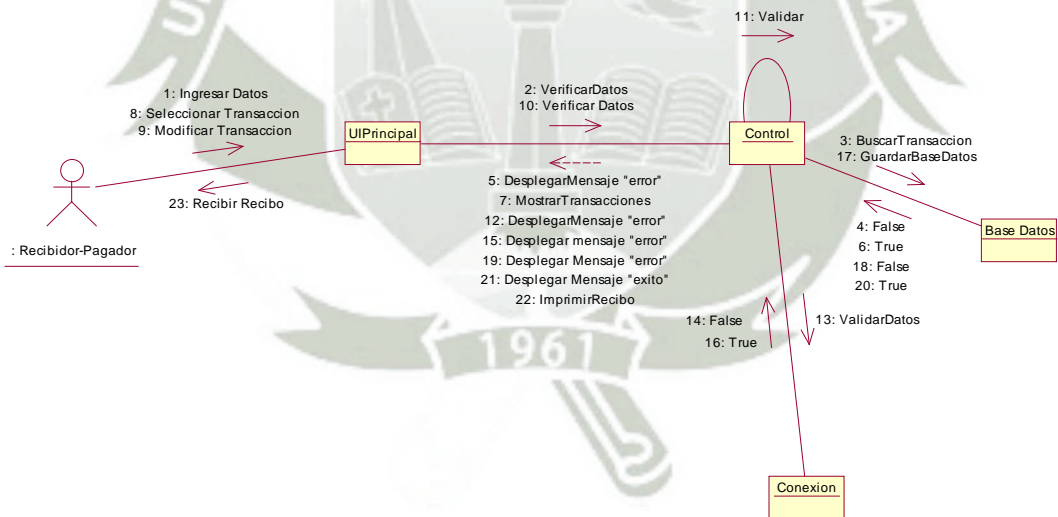 11: Validar
1: Ingresar Datos
8: Seleccionar Transaccion
9: Modificar Transaccion
2: VerificarDatos
10: Verificar Datos
UIPrincipal
Control
3: BuscarTransaccion
17: GuardarBaseDatos
23: Recibir Recibo
: Recibidor-Pagador
5: DesplegarMensaje "error"
7: MostrarTransacciones
12: DesplegarMensaje "error"
15: Desplegar mensaje "error"
19: Desplegar Mensaje "error"
21: Desplegar Mensaje "exito"
22: ImprimirRecibo
4: False
6: True
18: False
20: True
Base Datos
14: False
16: True
13: ValidarDatos
1961
Conexion